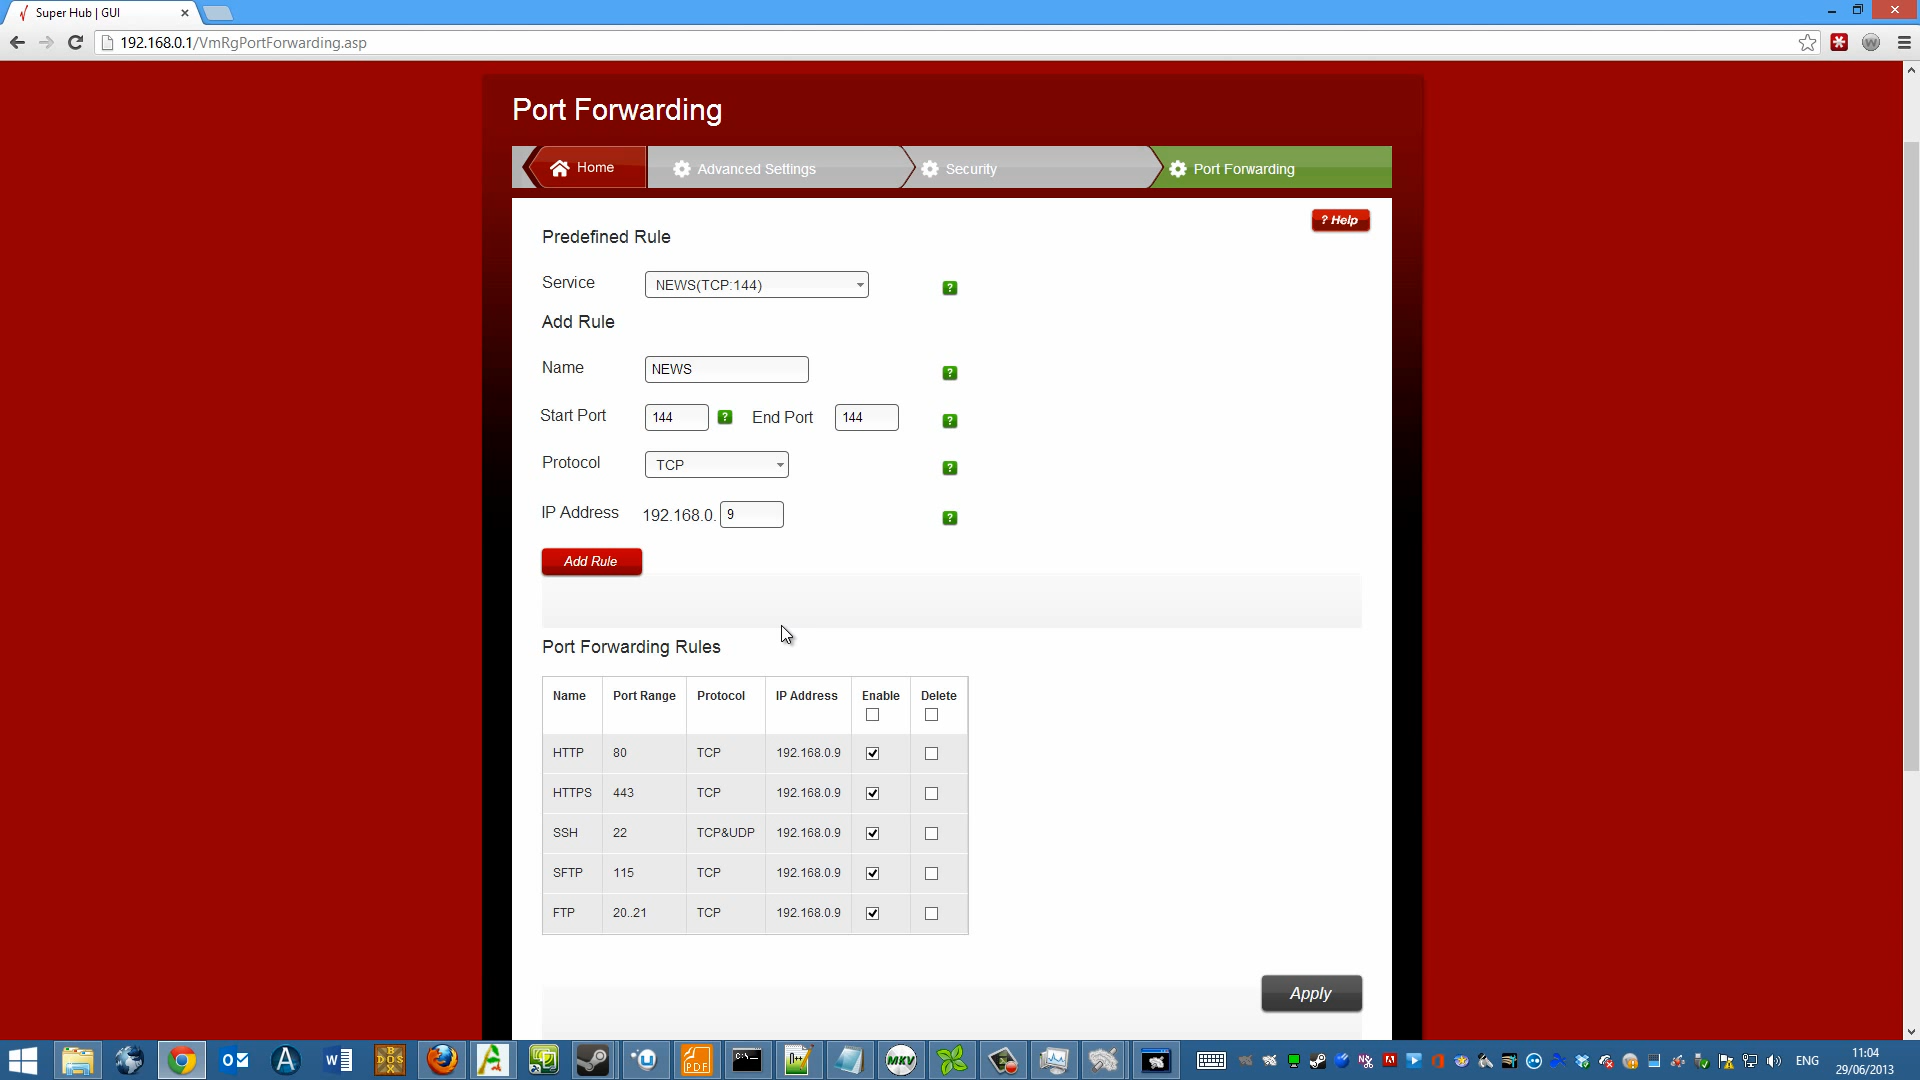 Super Hub | GUI
192.168.0.1/VmRgPortForwarding.asp
Port Forwarding
Home
Advanced Settings
Security
Port Forwarding
? Help
Predefined Rule
Service
NEWS(TCP:144)
?
Add Rule
Name
NEWS
?
Start Port
144
?
End Port
144
?
Protocol
TCP
?
IP Address
192.168.0.
9
?
Add Rule
Port Forwarding Rules
Name Port Range Protocol IP Address Enable Delete
HTTP 80 TCP 192.168.0.9
HTTPS 443 TCP 192.168.0.9
SSH 22 TCP&UDP 192.168.0.9
SFTP 115 TCP 192.168.0.9
FTP 20..21 TCP 192.168.0.9
Apply
DOS
PDF
MKV
ENG
11:04
29/06/2013